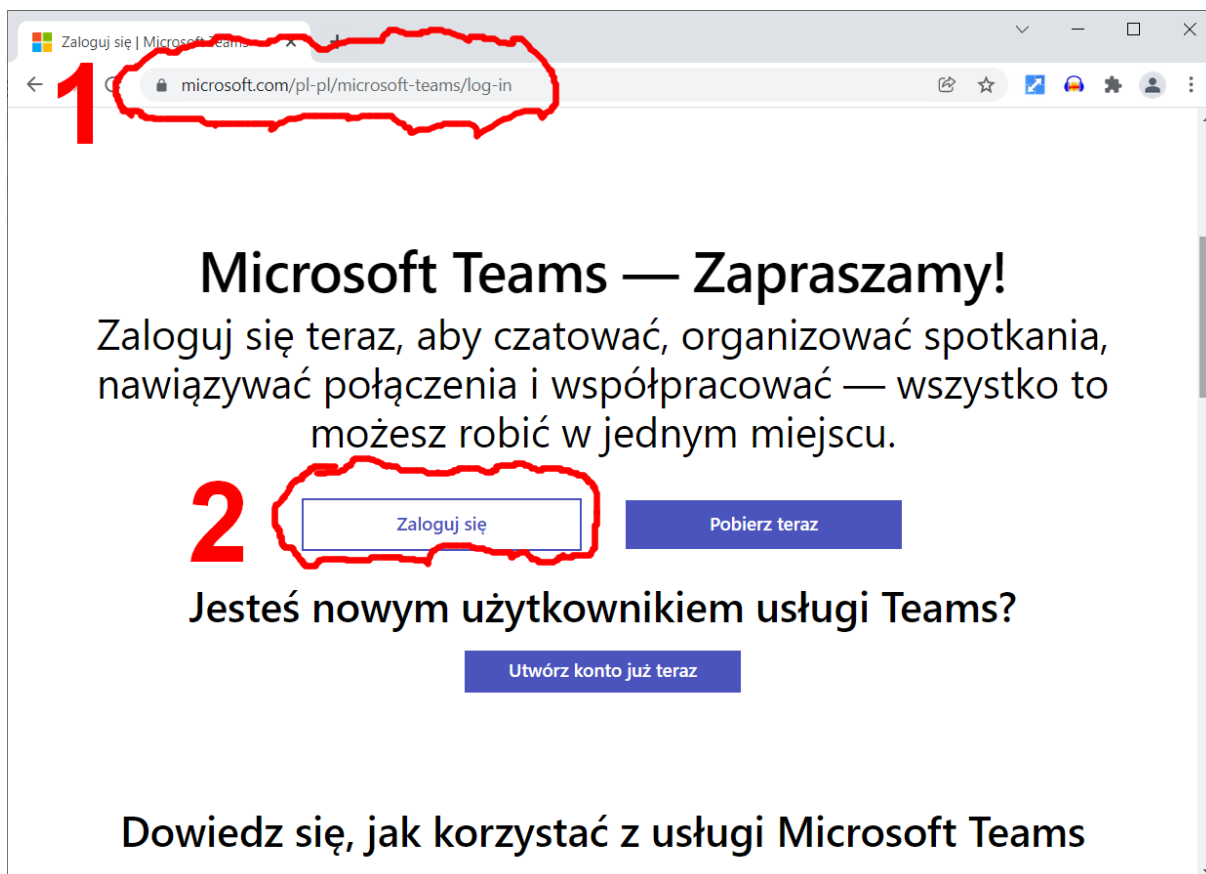 Zaloguj się | Microsoft Teams
1
microsoft.com/pl-pl/microsoft-teams/log-in
Microsoft Teams — Zapraszamy!
Zaloguj się teraz, aby czatować, organizować spotkania,
nawiązywać połączenia i współpracować — wszystko to
możesz robić w jednym miejscu.
2
Zaloguj się
Pobierz teraz
Jesteś nowym użytkownikiem usługi Teams?
Utwórz konto już teraz
Dowiedz się, jak korzystać z usługi Microsoft Teams